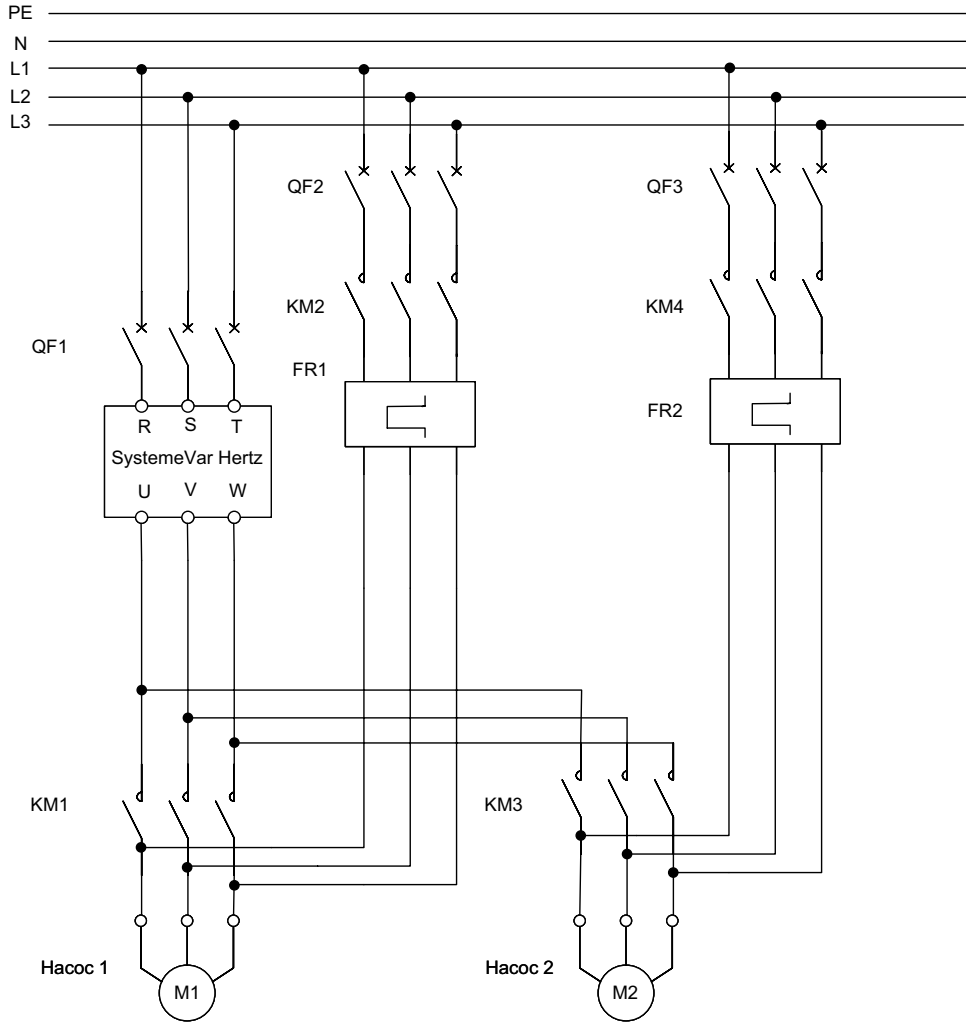 PE
N
L1
L2
L3
QF2
QF3
KM2
KM4
QF1
FR1
FR2
R S T
SystemeVar Hertz
U V W
KM1
KM3
Насос 1
Насос 2
M1
M2